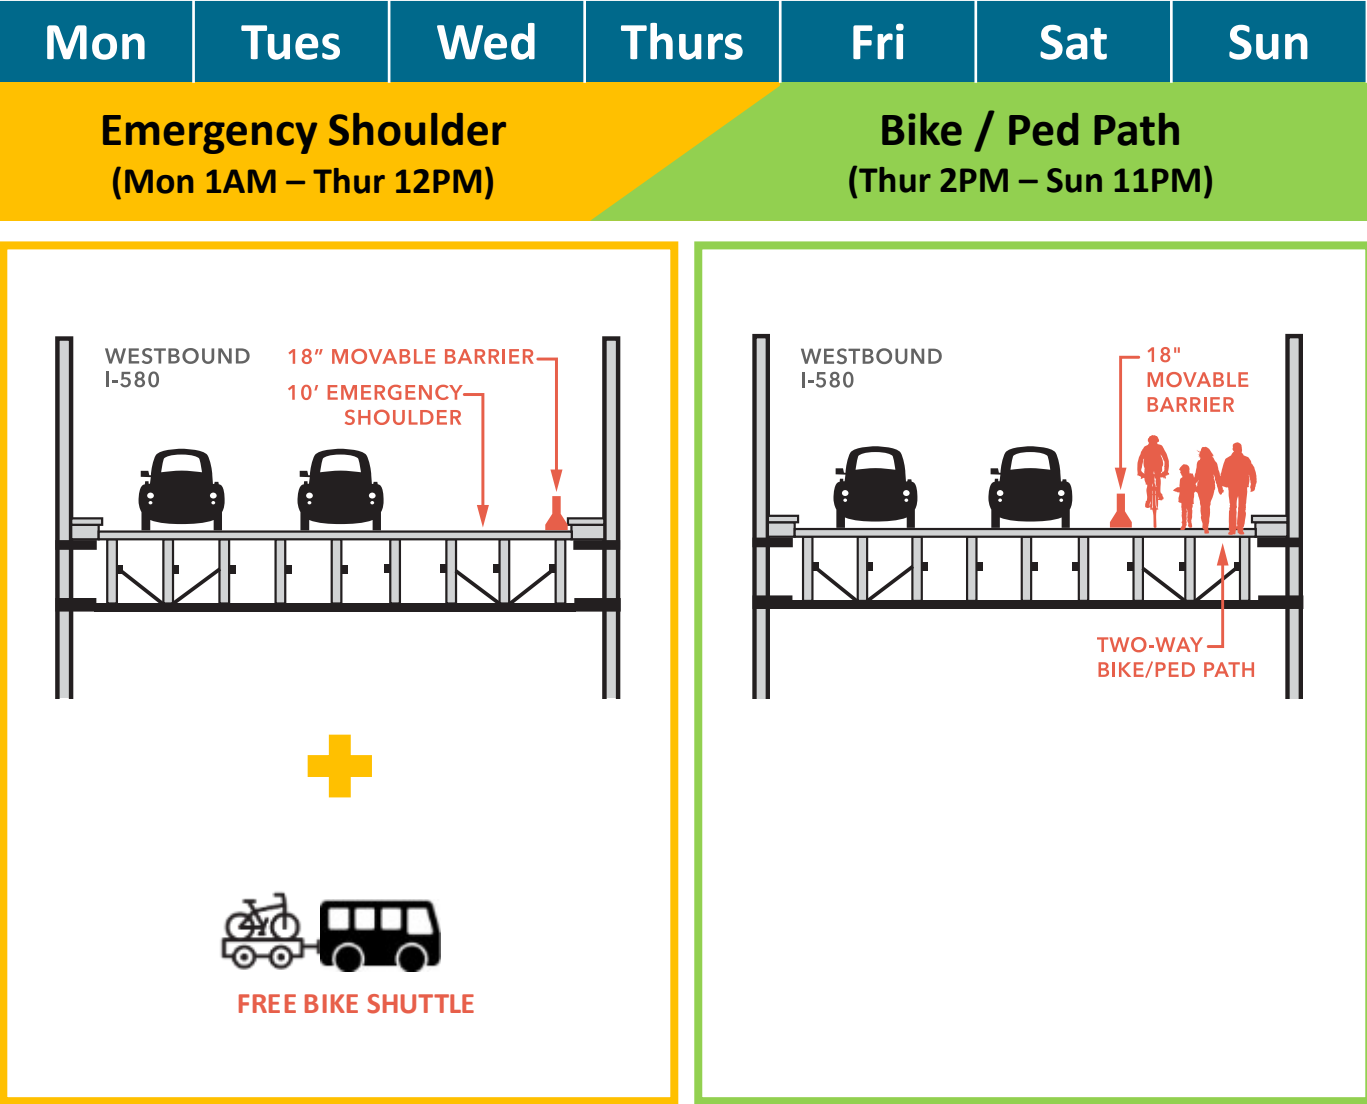 Mon Tues Wed Thurs Fri Sat Sun
Emergency Shoulder
(Mon 1AM – Thur 12PM)
Bike / Ped Path
(Thur 2PM – Sun 11PM)
WESTBOUND
I-580
18” MOVABLE BARRIER
10’ EMERGENCY
SHOULDER
FREE BIKE SHUTTLE
WESTBOUND
I-580
18"
MOVABLE
BARRIER
TWO-WAY
BIKE/PED PATH